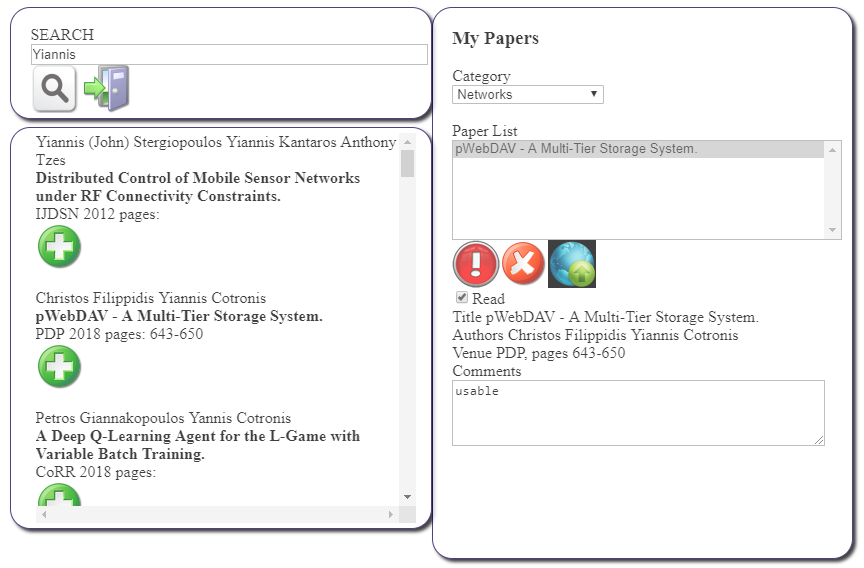 SEARCH
Yiannis
Yiannis (John) Stergiopoulos Yiannis Kantaros Anthony
Tzes
Distributed Control of Mobile Sensor Networks
under RF Connectivity Constraints.
IJDSN 2012 pages:
Christos Filippidis Yiannis Cotronis
pWebDAV - A Multi-Tier Storage System.
PDP 2018 pages: 643-650
Petros Giannakopoulos Yannis Cotronis
A Deep Q-Learning Agent for the L-Game with
Variable Batch Training.
CoRR 2018 pages:
My Papers
Category
Networks
Paper List
pWebDAV - A Multi-Tier Storage System.
Read
Title pWebDAV - A Multi-Tier Storage System.
Authors Christos Filippidis Yiannis Cotronis
Venue PDP, pages 643-650
Comments
usable